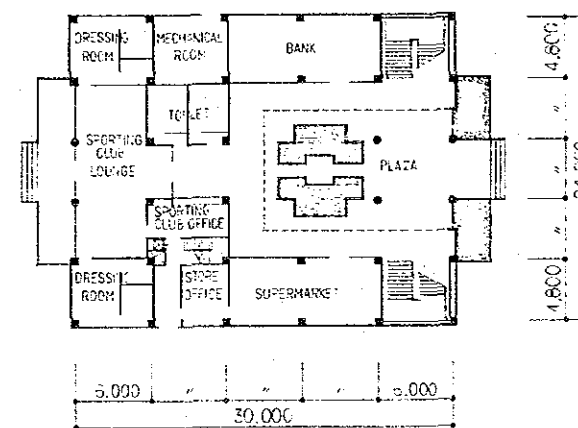 DRESSING
ROOM
MECHANICAL
ROOM
BANK
TOILET
SPORTING
CLUB
LOUNGE
PLAZA
SPORTING
CLUB OFFICE
DRESSING
ROOM
STORE
OFFICE
SUPERMARKET
4.800
"
"
"
4.800
6.000 " " " 6.000
30.000